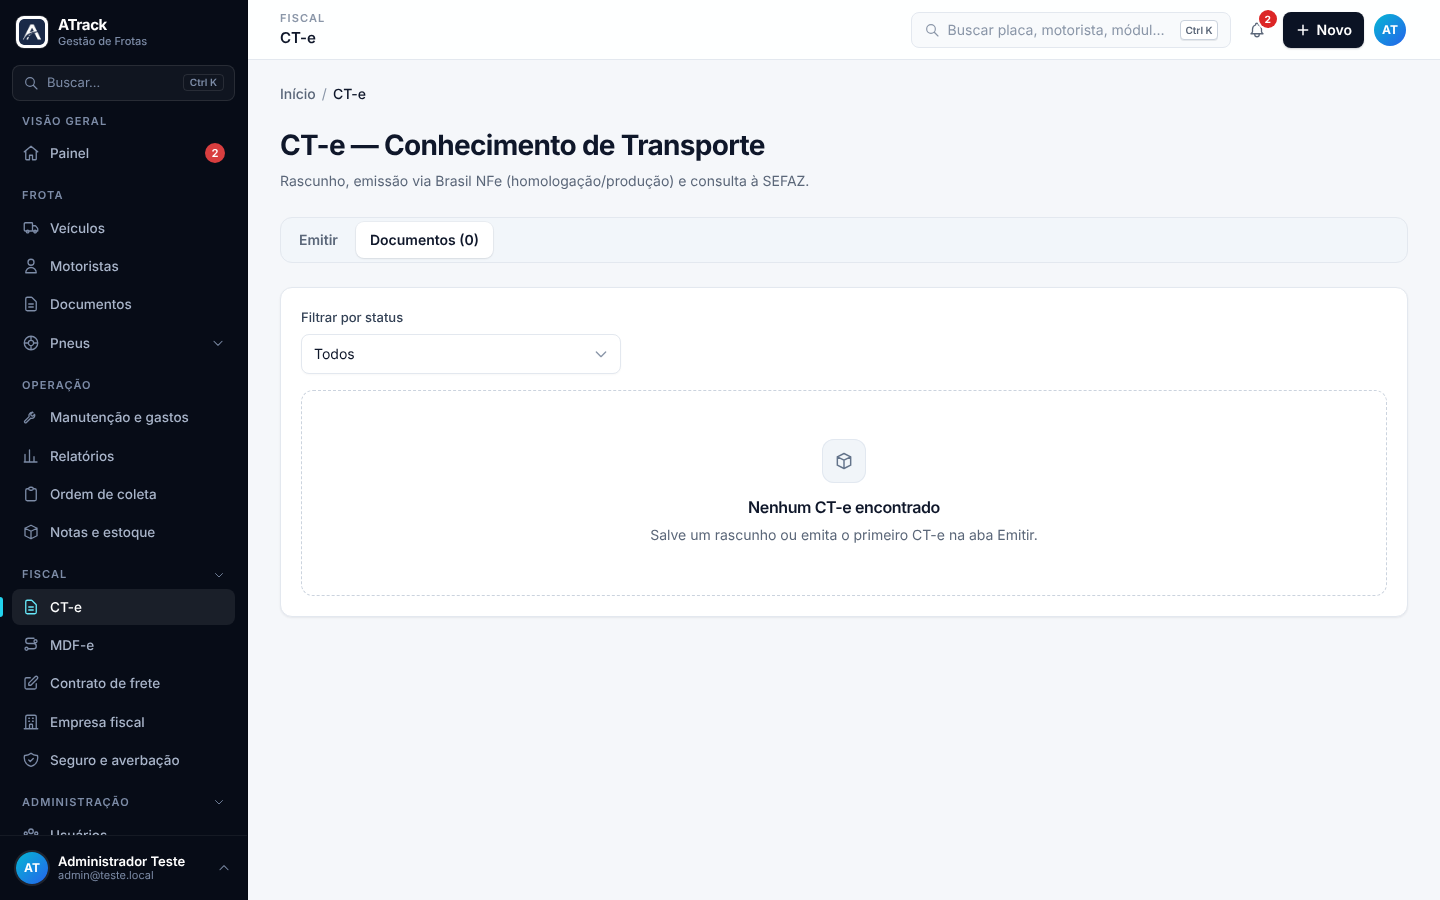 ATrack
Gestão de Frotas
Buscar...
Ctrl K
VISÃO GERAL
Painel
2
FROTA
Veículos
Motoristas
Documentos
Pneus
OPERAÇÃO
Manutenção e gastos
Relatórios
Ordem de coleta
Notas e estoque
FISCAL
CT-e
MDF-e
Contrato de frete
Empresa fiscal
Seguro e averbação
ADMINISTRAÇÃO
Usuários
AT
Administrador Teste
admin@teste.local
FISCAL
CT-e
Buscar placa, motorista, módul...
Ctrl K
2
Novo
AT
Início / CT-e
CT-e — Conhecimento de Transporte
Rascunho, emissão via Brasil NFe (homologação/produção) e consulta à SEFAZ.
Emitir
Documentos (0)
Filtrar por status
Todos
Nenhum CT-e encontrado
Salve um rascunho ou emita o primeiro CT-e na aba Emitir.